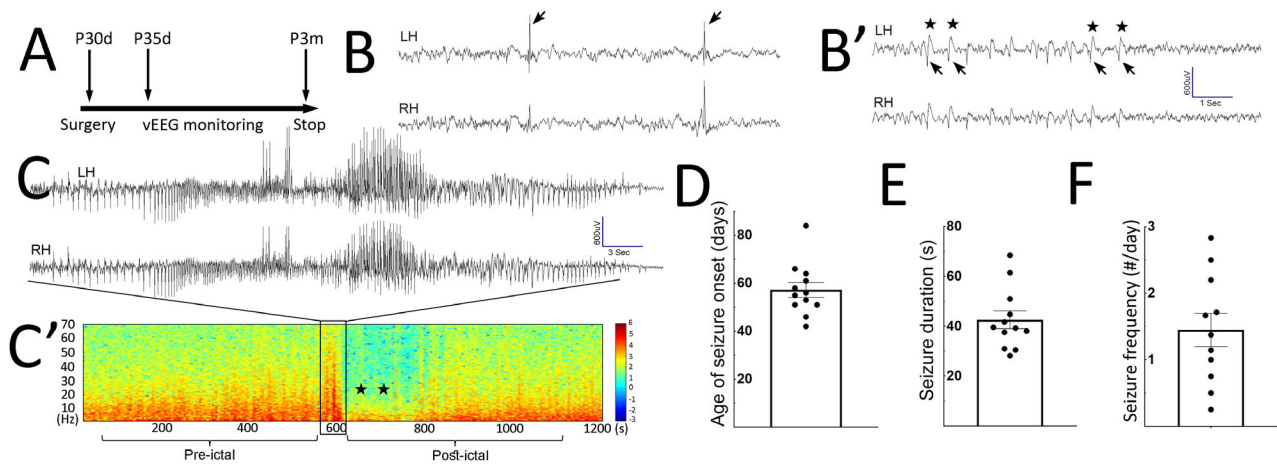 A
P30d P35d P3m
Surgery vEEG monitoring Stop
B
LH
RH
B'
LH
RH
600uV
1 Sec
C
LH
RH
600uV
3 Sec
C'
70
60
50
40
30
20
10
(Hz)
200 400 600 800 1000 1200 (s)
Pre-ictal Post-ictal
6
5
4
3
2
1
0
-1
-2
-3
D
Age of seizure onset (days)
80
60
40
20
E
Seizure duration (s)
80
60
40
20
F
Seizure frequency (#/day)
3
2
1
0